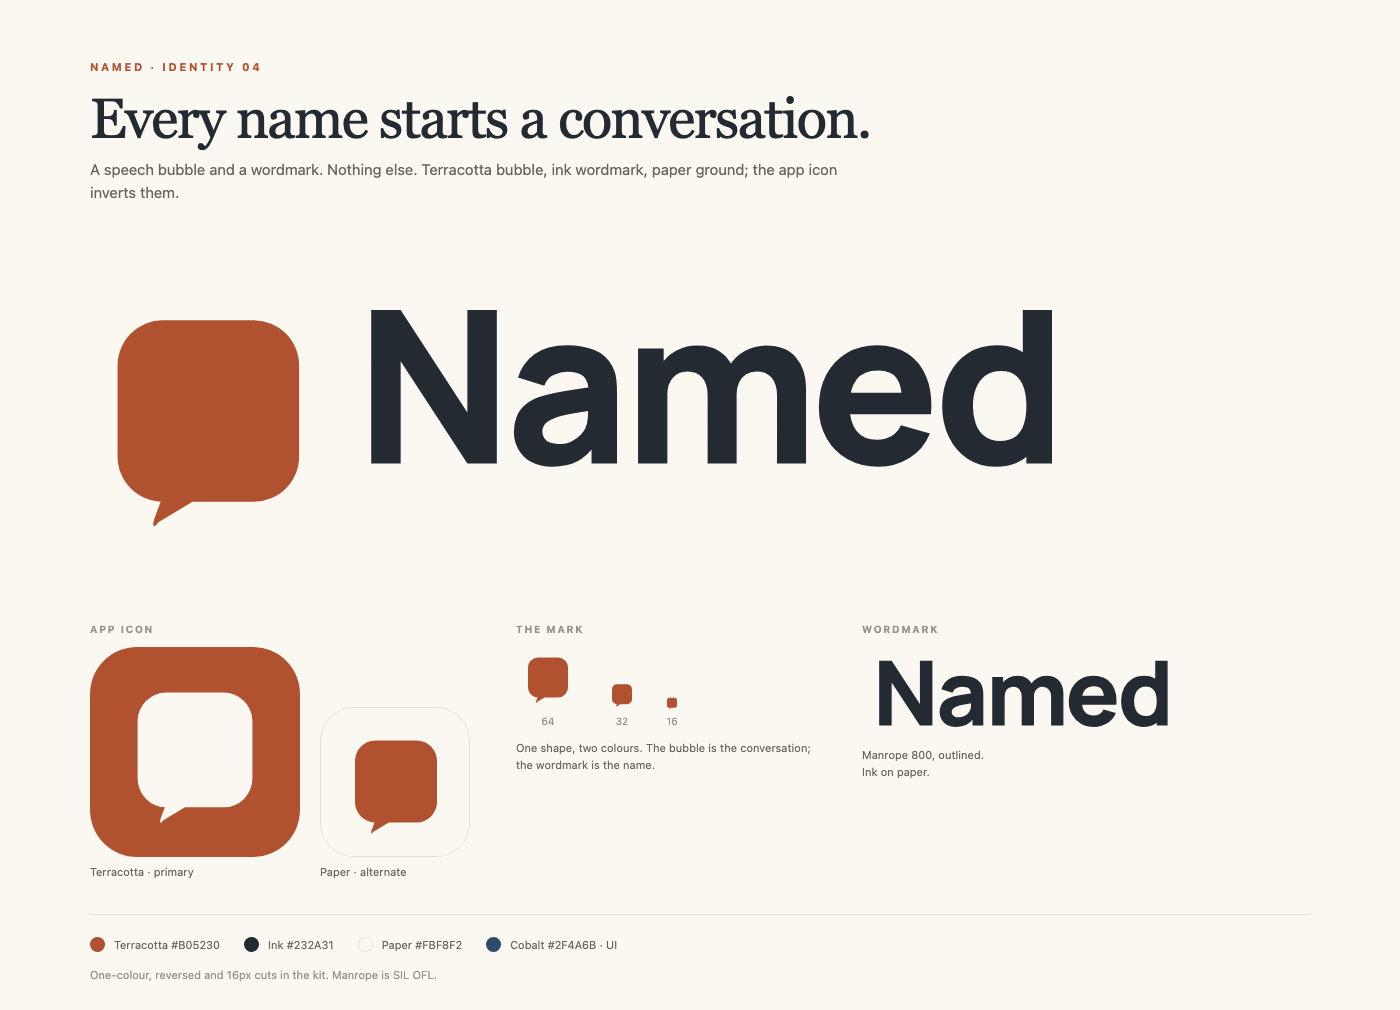 NAMED · IDENTITY 04
Every name starts a conversation.
A speech bubble and a wordmark. Nothing else. Terracotta bubble, ink wordmark, paper ground; the app icon
inverts them.
Named
APP ICON
Terracotta · primary
Paper · alternate
THE MARK
64
32
16
One shape, two colours. The bubble is the conversation;
the wordmark is the name.
WORDMARK
Named
Manrope 800, outlined.
Ink on paper.
Terracotta #B05230
Ink #232A31
Paper #FBF8F2
Cobalt #2F4A6B · UI
One-colour, reversed and 16px cuts in the kit. Manrope is SIL OFL.